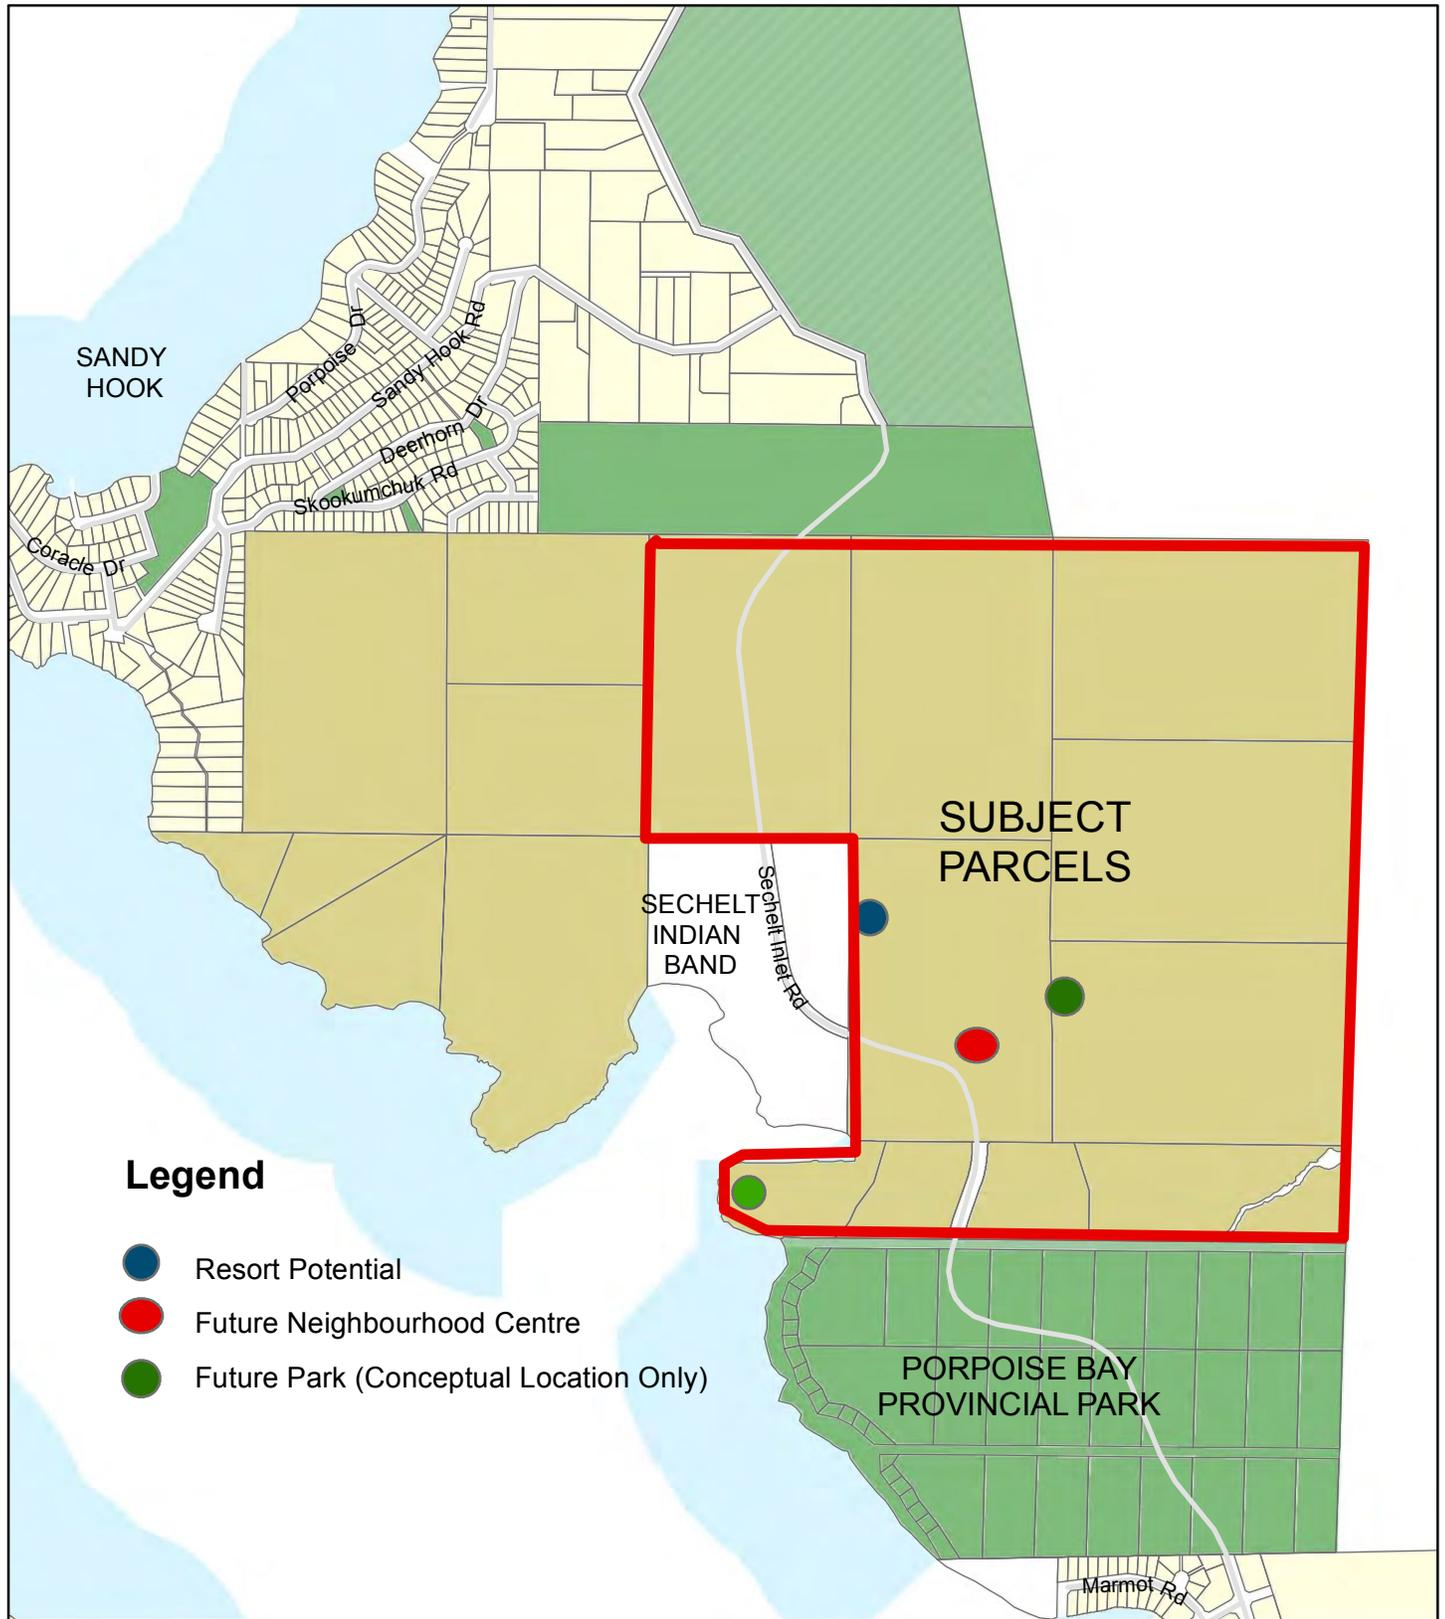 SANDY
HOOK
Porpoise Dr
Sandy Hook Rd
Deerhorn Dr
Skookumchuk Rd
Coracle Dr
SUBJECT
PARCELS
SECHELT
INDIAN
BAND
Sechelt Inlet Rd
Legend
Resort Potential
Future Neighbourhood Centre
Future Park (Conceptual Location Only)
PORPOISE BAY
PROVINCIAL PARK
Marmot Rd